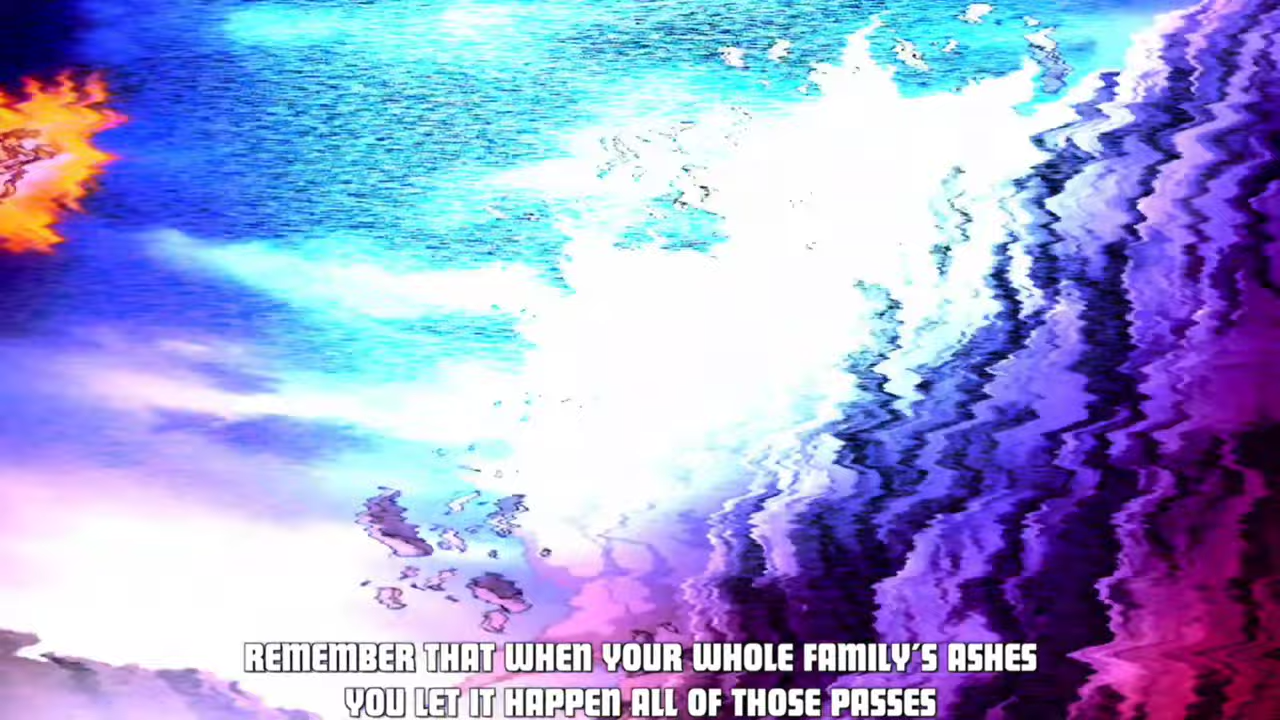 REMEMBER THAT WHEN YOUR WHOLE FAMILY'S ASHES
YOU LET IT HAPPEN ALL OF THOSE PASSES